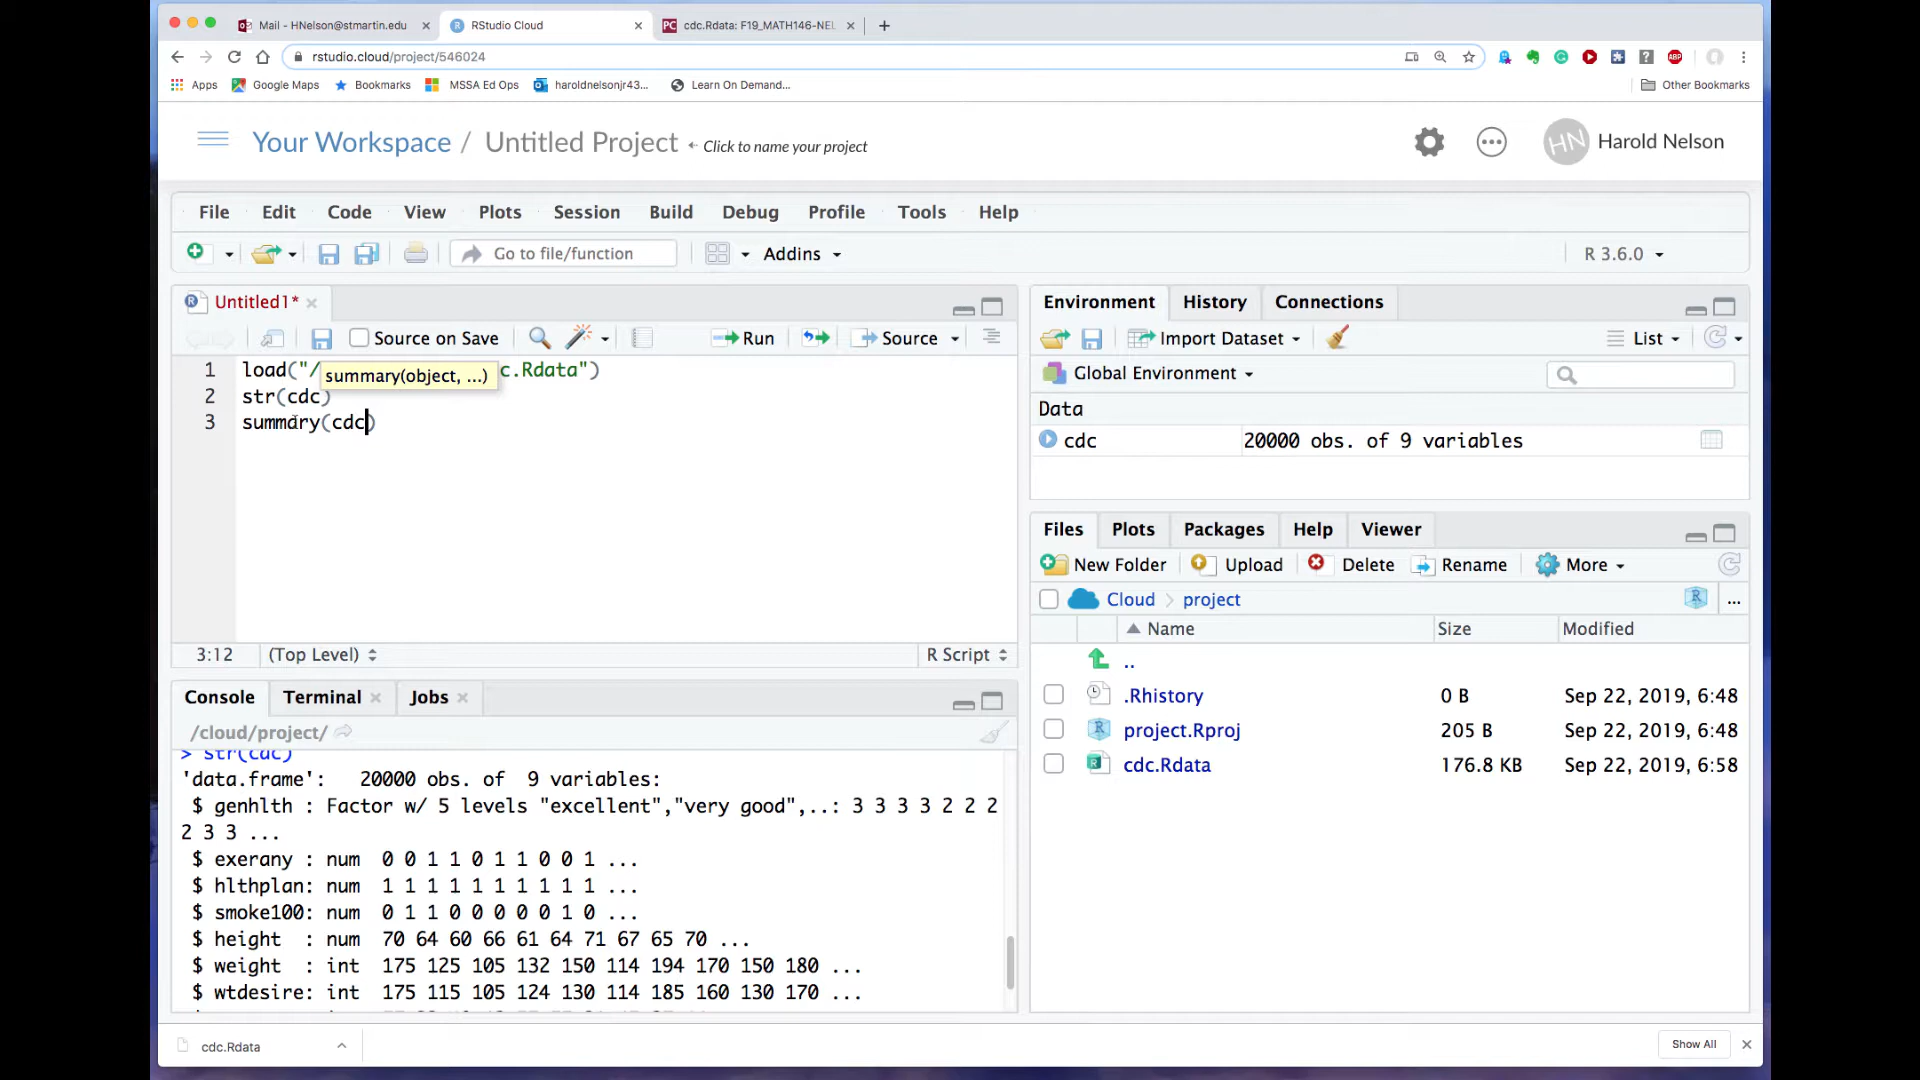 Mail - HNelson@stmartin.edu
RStudio Cloud
cdc.Rdata: F19_MATH146-NEL
rstudio.cloud/project/546024
Apps
Google Maps
Bookmarks
MSSA Ed Ops
haroldnelsonjr43...
Learn On Demand...
Other Bookmarks
Your Workspace / Untitled Project
Click to name your project
HN
Harold Nelson
File Edit Code View Plots Session Build Debug Profile Tools Help
Go to file/function
Addins
R 3.6.0
Untitled1*
Source on Save
Run
Source
1 load("/
c.Rdata")
summary(object, ...)
2 str(cdc)
3 summary(cdc)
3:12
(Top Level)
R Script
Console
Terminal
Jobs
/cloud/project/
> str(cdc)
'data.frame': 20000 obs. of 9 variables:
$ genhlth : Factor w/ 5 levels "excellent","very good",..: 3 3 3 3 2 2 2
2 3 3 ...
$ exerany : num 0 0 1 1 0 1 1 0 0 1 ...
$ hlthplan: num 1 1 1 1 1 1 1 1 1 1 ...
$ smoke100: num 0 1 1 0 0 0 0 0 1 0 ...
$ height : num 70 64 60 66 61 64 71 67 65 70 ...
$ weight : int 175 125 105 132 150 114 194 170 150 180 ...
$ wtdesire: int 175 115 105 124 130 114 185 160 130 170 ...
Environment
History
Connections
Import Dataset
List
Global Environment
Data
cdc 20000 obs. of 9 variables
Files
Plots
Packages
Help
Viewer
New Folder
Upload
Delete
Rename
More
Cloud
project
...
Name
Size
Modified
..
.Rhistory 0 B Sep 22, 2019, 6:48
project.Rproj 205 B Sep 22, 2019, 6:48
cdc.Rdata 176.8 KB Sep 22, 2019, 6:58
cdc.Rdata
Show All